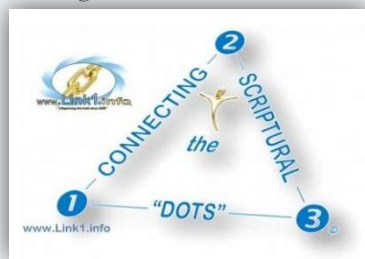 2
www.Link1.info
CONNECTING
the
SCRIPTURAL
1
"DOTS"
3
©
www.Link1.info